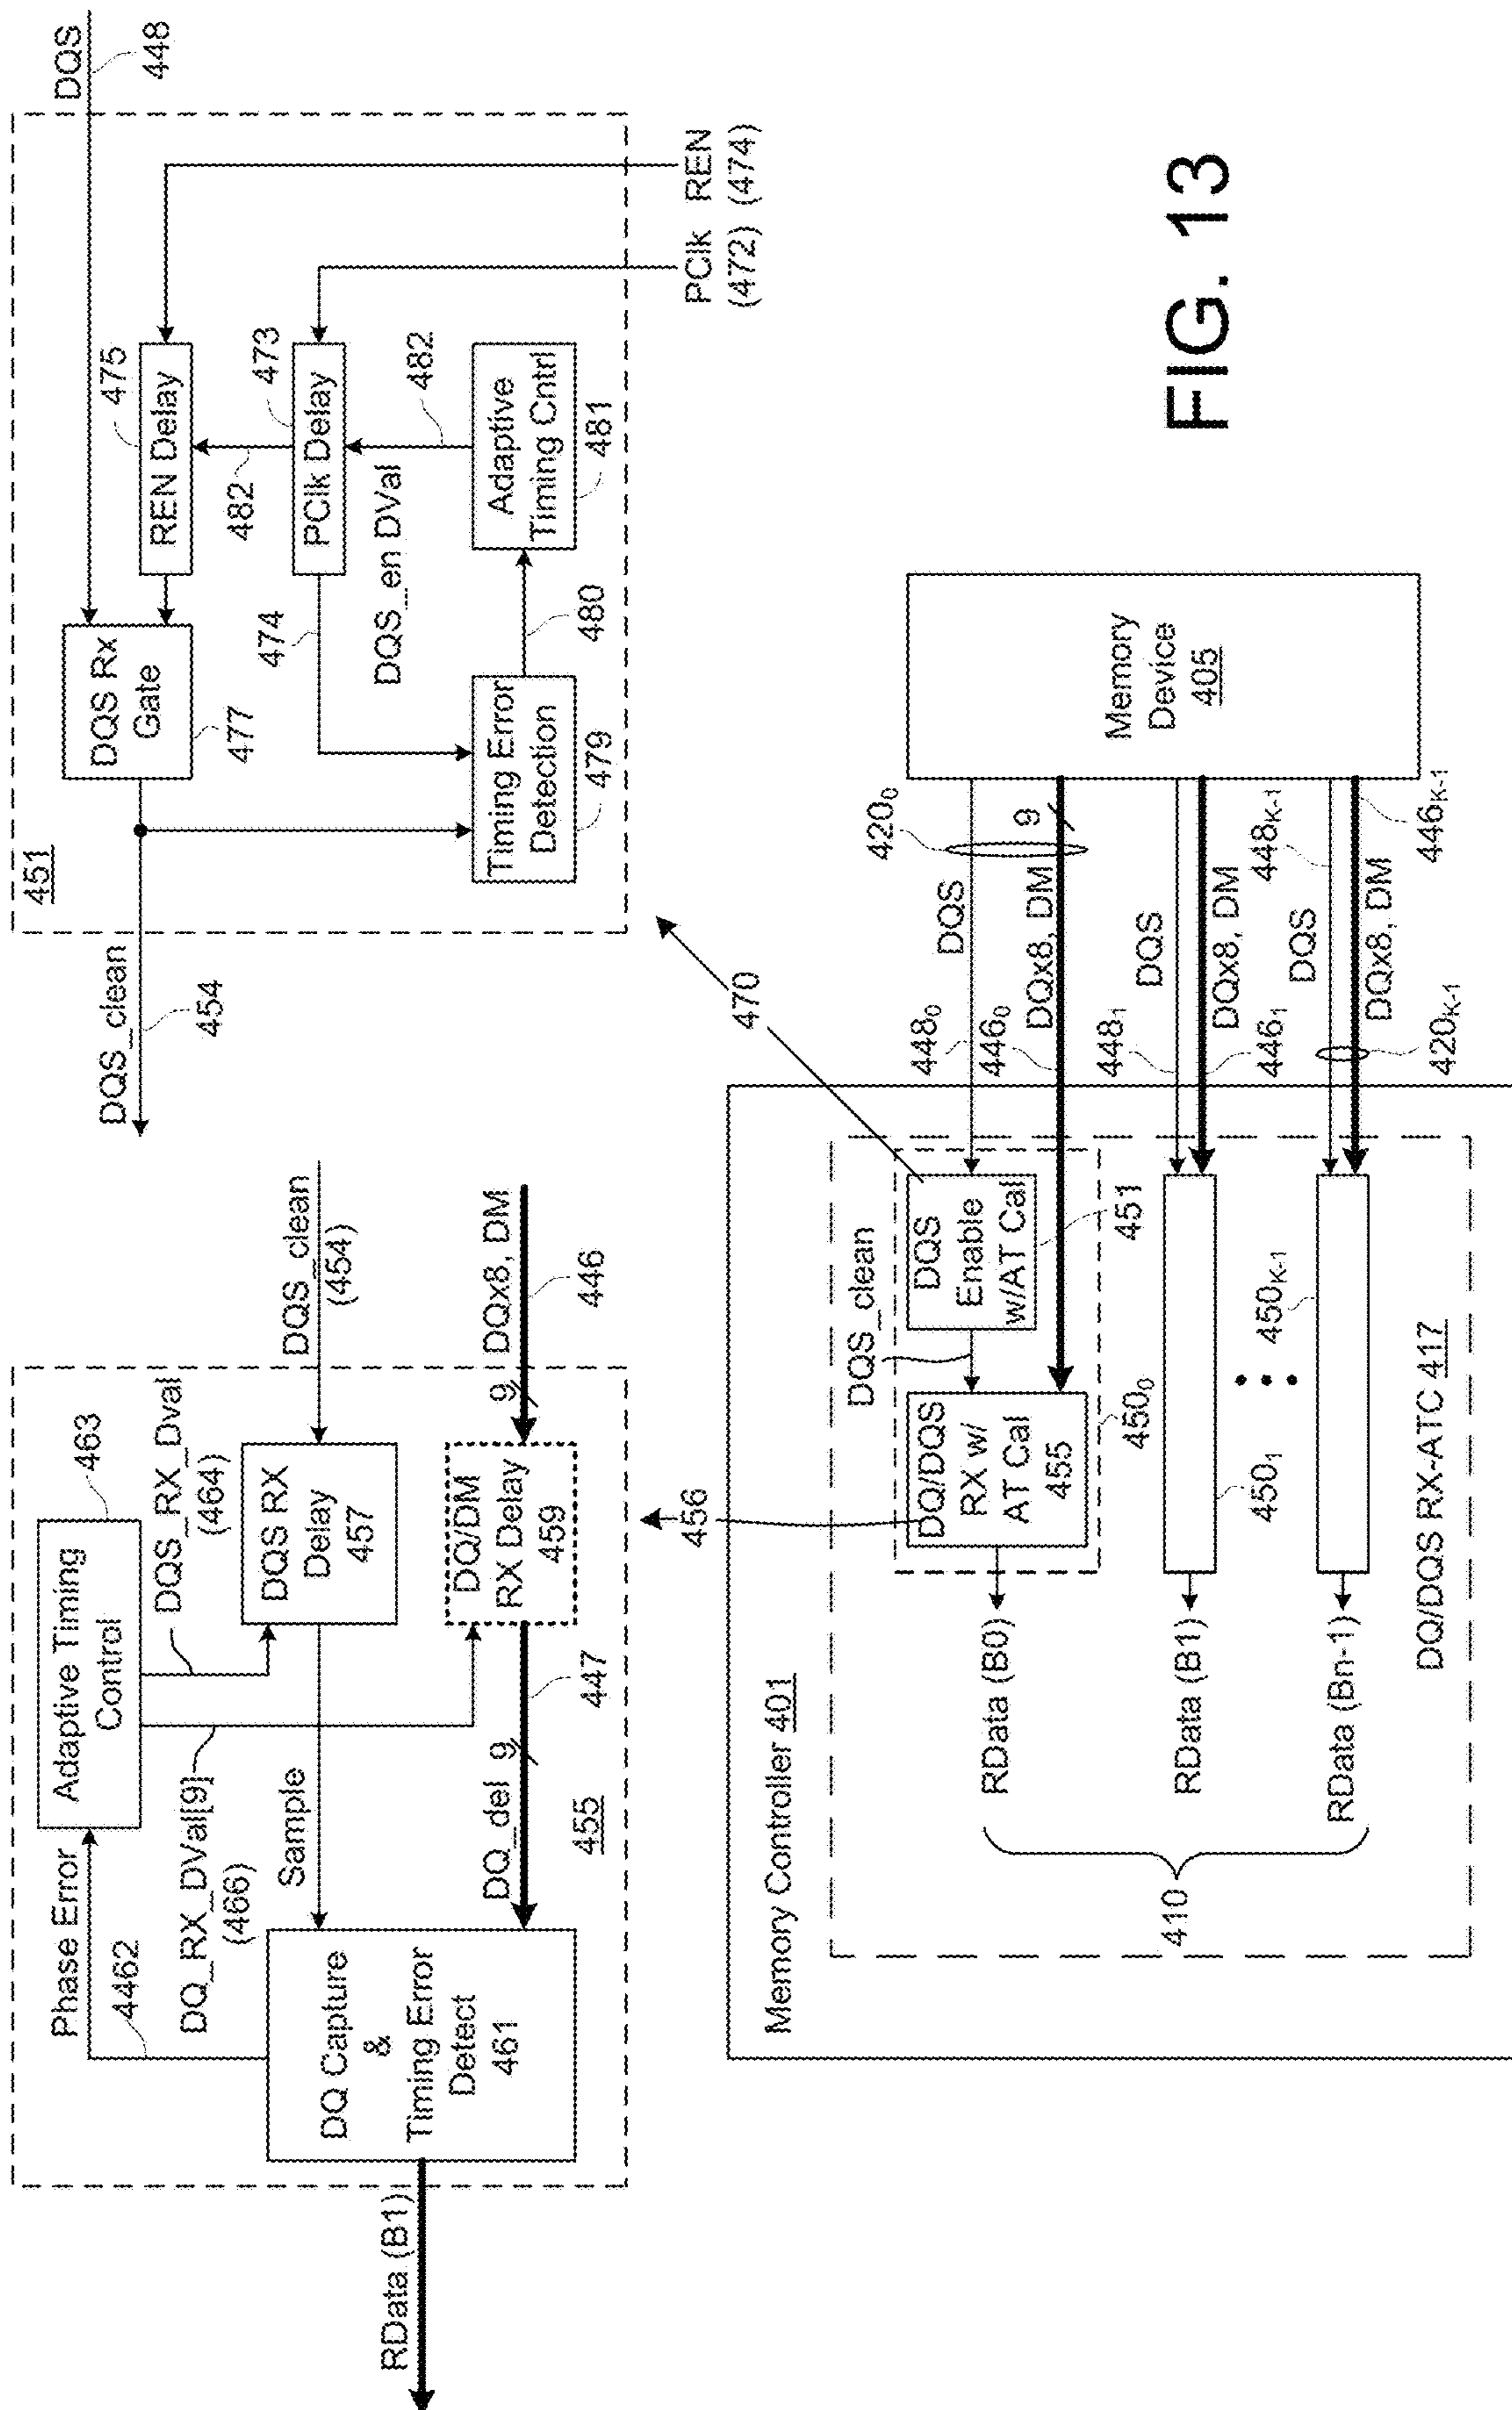 RData (B1)
Phase Error
4462
DQ_RX_DVal[9]
(466)
Adaptive Timing
Control
463
DQS_RX_Dval
(464)
DQS_clean
(454)
DQ Capture
&
Timing Error
Detect
461
Sample
DQS RX
Delay
457
DQ_del
9
447
DQ/DM
RX Delay
459
9
DQx8, DM
446
455
DQS_clean
454
451
DQS
448
DQS Rx
Gate
477
REN Delay
475
482
PClk Delay
473
474
DQS_en DVal
482
Timing Error
Detection
479
480
Adaptive
Timing Cntrl
481
PClk
(472)
REN
(474)
456
470
Memory Controller 401
410
RData (B0)
RData (B1)
RData (Bn-1)
DQ/DQS
RX w/
AT Cal
455
DQS_clean
DQS
Enable
w/AT Cal
451
450₀
450₁
450K-1
DQ/DQS RX-ATC 417
448₀
DQS
420₀
446₀
DQx8, DM
9
448₁
DQS
446₁
DQx8, DM
448K-1
DQS
420K-1
DQx8, DM
446K-1
Memory
Device
405
FIG. 13